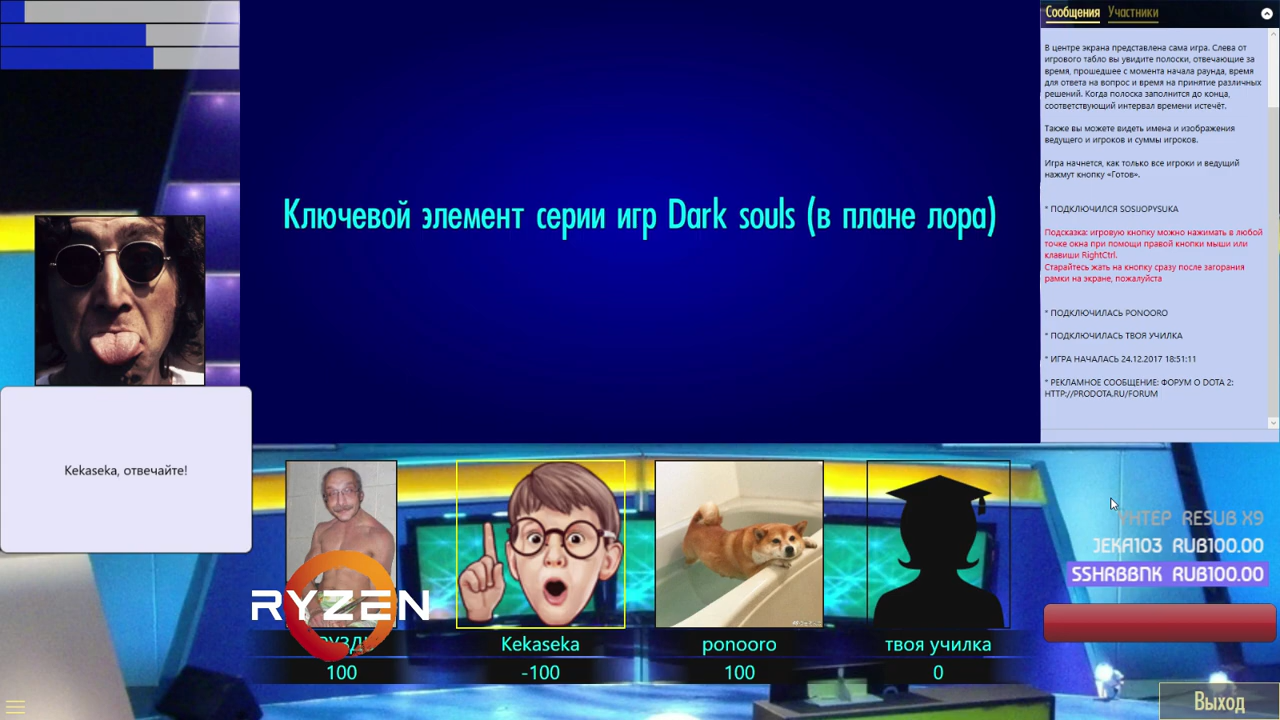 Сообщения Участники
В центре экрана представлена сама игра. Слева от
игрового табло вы увидите полоски, отвечающие за
время, прошедшее с момента начала раунда, время
для ответа на вопрос и время на принятие различных
решений. Когда полоска заполнится до конца,
соответствующий интервал времени истечёт.
Также вы можете видеть имена и изображения
ведущего и игроков и суммы игроков.
Игра начнется, как только все игроки и ведущий
нажмут кнопку «Готов».
* ПОДКЛЮЧИЛСЯ SOSIJOPYSUKA
Подсказка: игровую кнопку можно нажимать в любой
точке окна при помощи правой кнопки мыши или
клавиши RightCtrl.
Старайтесь жать на кнопку сразу после загорания
рамки на экране, пожалуйста
* ПОДКЛЮЧИЛАСЬ PONOORO
* ПОДКЛЮЧИЛАСЬ ТВОЯ УЧИЛКА
* ИГРА НАЧАЛАСЬ 24.12.2017 18:51:11
* РЕКЛАМНОЕ СООБЩЕНИЕ: ФОРУМ О DOTA 2:
HTTP://PRODOTA.RU/FORUM
Ключевой элемент серии игр Dark souls (в плане лора)
Kekaseka, отвечайте!
RYZEN
Kekaseka
ponooro
твоя училка
100
-100
100
0
УНТЕР RESUB X9
JEKA103 RUB100.00
SSHRBBNK RUB100.00
Выход